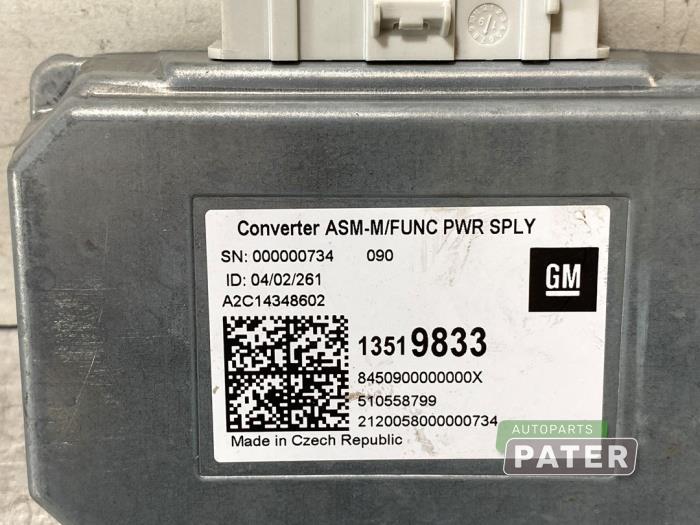 Converter ASM-M/FUNC PWR SPLY
SN: 000000734 090
ID: 04/02/261
A2C14348602
GM
13519833
8450900000000X
510558799
2120058000000734
Made in Czech Republic
AUTOPARTS
PATER